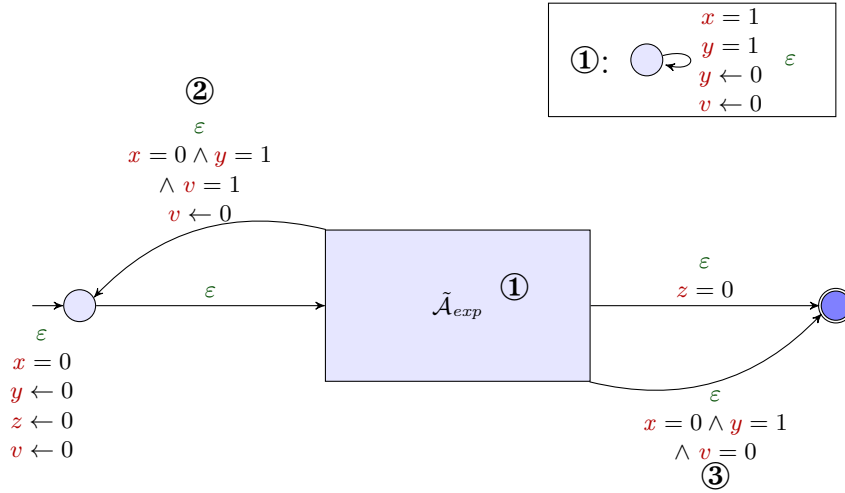 ①:
x = 1
y = 1
y ← 0
v ← 0
ε
②
ε
x = 0 ∧ y = 1
∧ v = 1
v ← 0
ε
Ã_exp
①
ε
z = 0
ε
x = 0
y ← 0
z ← 0
v ← 0
ε
x = 0 ∧ y = 1
∧ v = 0
③